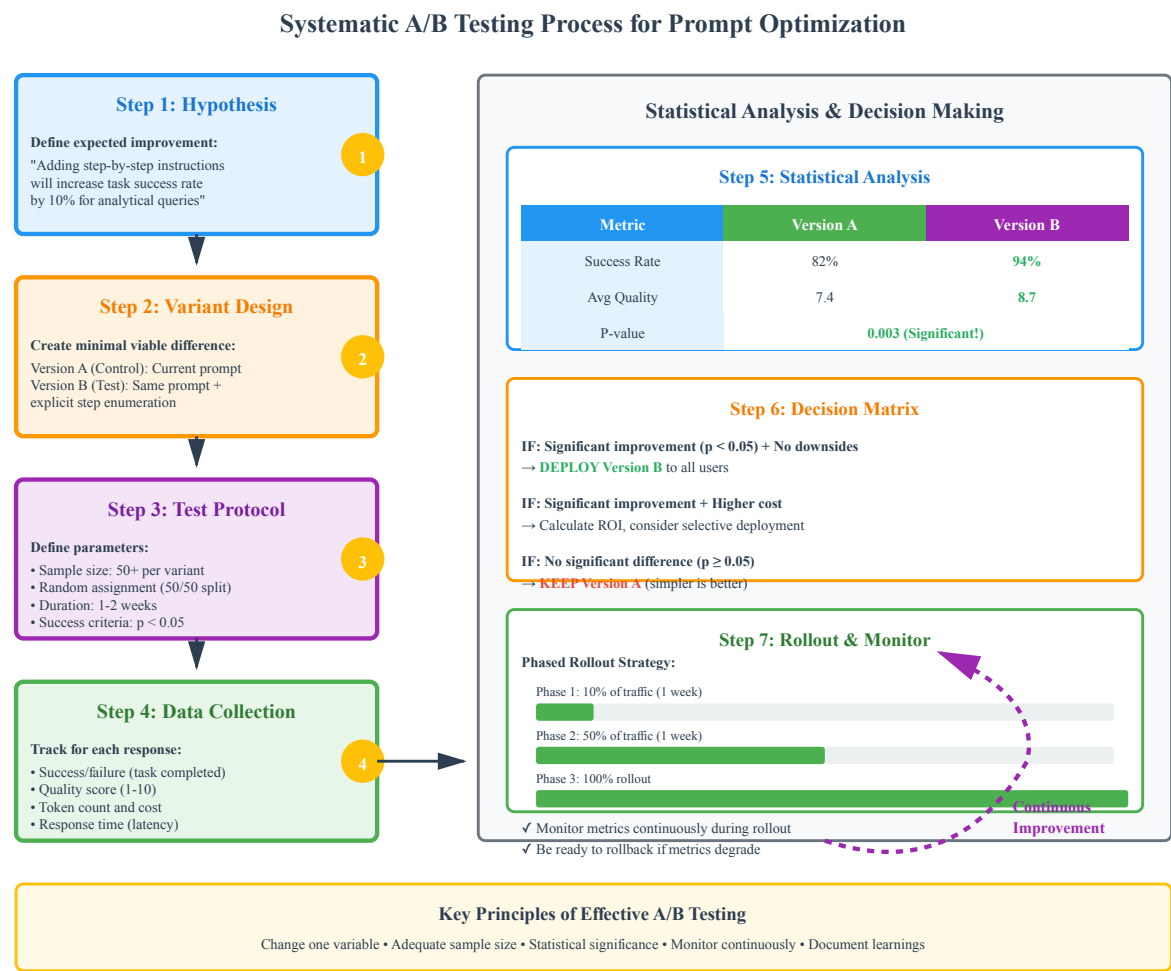 Systematic A/B Testing Process for Prompt Optimization
Step 1: Hypothesis
Define expected improvement:
"Adding step-by-step instructions
will increase task success rate
by 10% for analytical queries"
1
Step 2: Variant Design
Create minimal viable difference:
Version A (Control): Current prompt
Version B (Test): Same prompt +
explicit step enumeration
2
Step 3: Test Protocol
Define parameters:
• Sample size: 50+ per variant
• Random assignment (50/50 split)
• Duration: 1-2 weeks
• Success criteria: p < 0.05
3
Step 4: Data Collection
Track for each response:
• Success/failure (task completed)
• Quality score (1-10)
• Token count and cost
• Response time (latency)
4
Statistical Analysis & Decision Making
Step 5: Statistical Analysis
Metric Version A Version B
Success Rate 82% 94%
Avg Quality 7.4 8.7
P-value 0.003 (Significant!)
Step 6: Decision Matrix
IF: Significant improvement (p < 0.05) + No downsides
→ DEPLOY Version B to all users
IF: Significant improvement + Higher cost
→ Calculate ROI, consider selective deployment
IF: No significant difference (p ≥ 0.05)
→ KEEP Version A (simpler is better)
Step 7: Rollout & Monitor
Phased Rollout Strategy:
Phase 1: 10% of traffic (1 week)
Phase 2: 50% of traffic (1 week)
Phase 3: 100% rollout
✓ Monitor metrics continuously during rollout
✓ Be ready to rollback if metrics degrade
Continuous
Improvement
Key Principles of Effective A/B Testing
Change one variable • Adequate sample size • Statistical significance • Monitor continuously • Document learnings